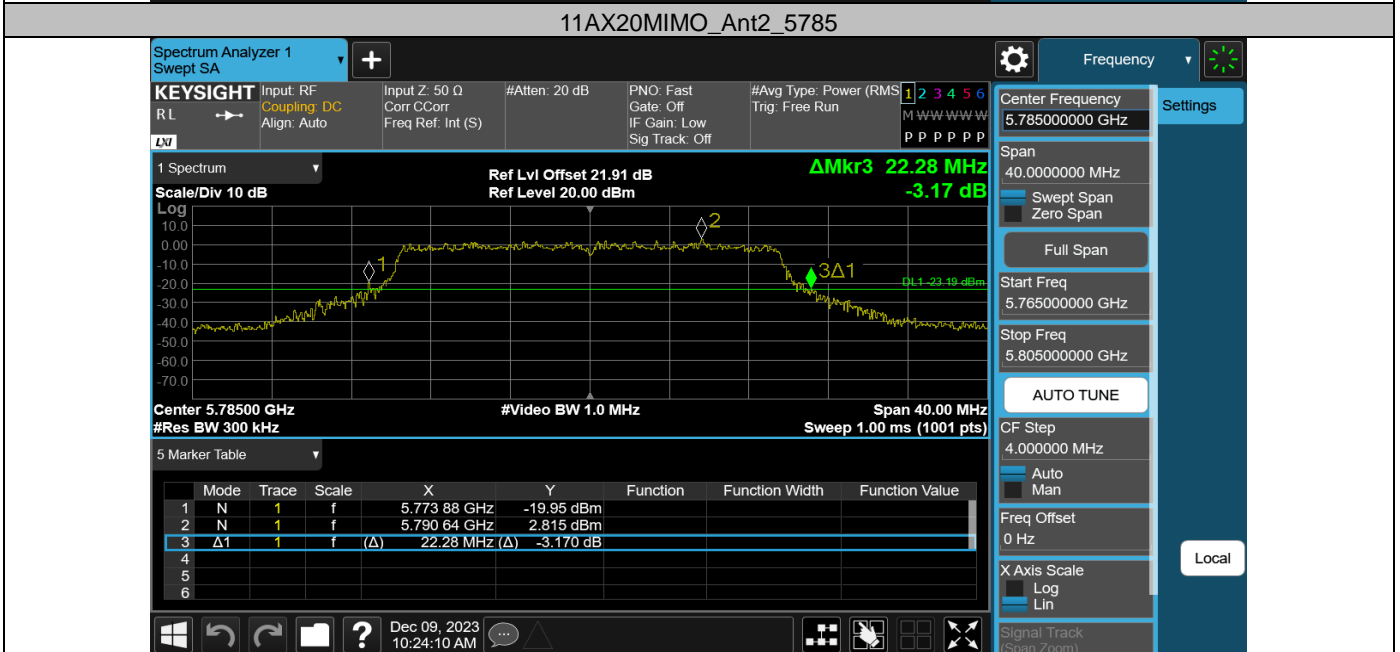 11AX20MIMO_Ant2_5785
Spectrum Analyzer 1
Swept SA
Frequency
KEYSIGHT Input: RF Input Z: 50 Ω #Atten: 20 dB PNO: Fast #Avg Type: Power (RMS 1 2 3 4 5 6
RL Coupling: DC Corr CCorr Gate: Off Trig: Free Run M W W W W W
Align: Auto Freq Ref: Int (S) IF Gain: Low
LXI Sig Track: Off P P P P P P
1 Spectrum
Ref Lvl Offset 21.91 dB
ΔMkr3 22.28 MHz
Scale/Div 10 dB Ref Level 20.00 dBm -3.17 dB
Log
10.0
0.00
-10.0
-20.0
-30.0
-40.0
-50.0
-60.0
-70.0
1
2
3Δ1
DL1 -23.19 dBm
Center 5.78500 GHz #Video BW 1.0 MHz Span 40.00 MHz
#Res BW 300 kHz Sweep 1.00 ms (1001 pts)
5 Marker Table
Mode Trace Scale X Y Function Function Width Function Value
1 N 1 f 5.773 88 GHz -19.95 dBm
2 N 1 f 5.790 64 GHz 2.815 dBm
3 Δ1 1 f (Δ) 22.28 MHz (Δ) -3.170 dB
4
5
6
Dec 09, 2023
10:24:10 AM
Center Frequency
5.785000000 GHz
Settings
Span
40.0000000 MHz
Swept Span
Zero Span
Full Span
Start Freq
5.765000000 GHz
Stop Freq
5.805000000 GHz
AUTO TUNE
CF Step
4.000000 MHz
Auto
Man
Freq Offset
0 Hz
X Axis Scale
Log
Lin
Local
Signal Track
(Span Zoom)